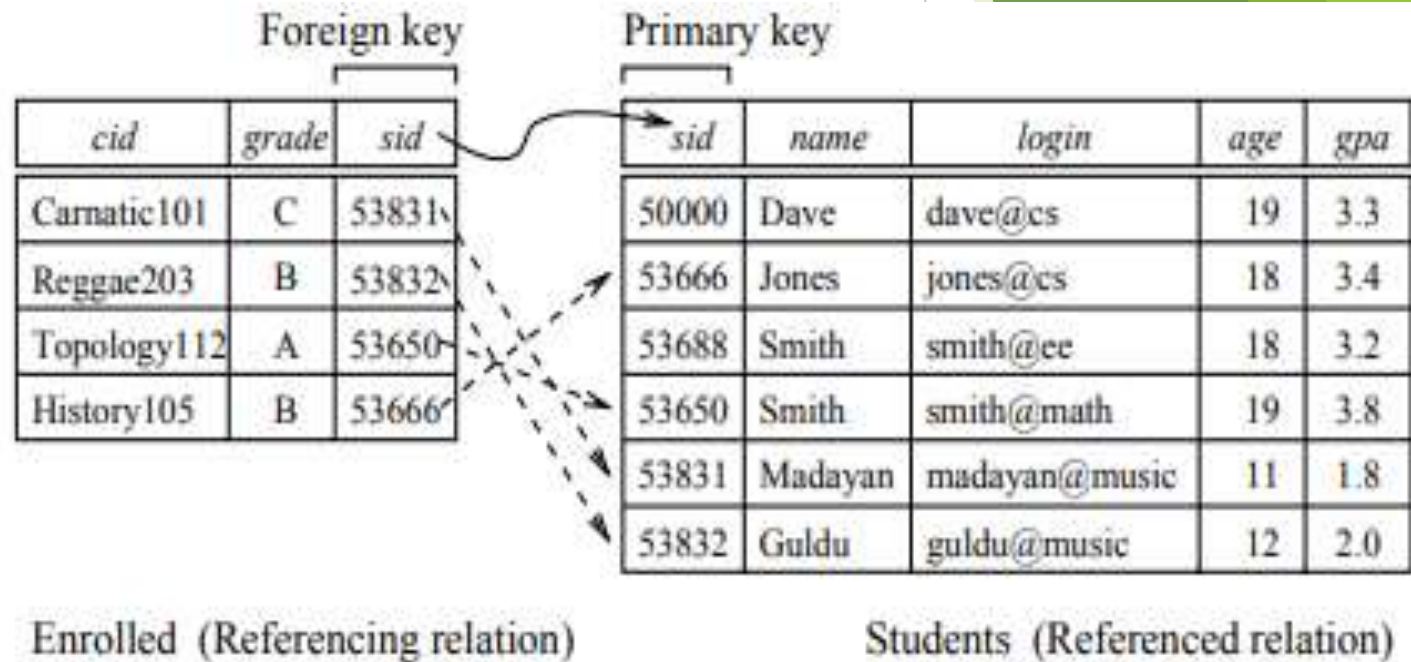 Foreign key Primary key
cid grade sid sid name login age gpa
Carnatic101 C 53831 50000 Dave dave@cs 19 3.3
Reggae203 B 53832 53666 Jones jones@cs 18 3.4
Topology112 A 53650 53688 Smith smith@ee 18 3.2
History105 B 53666 53650 Smith smith@math 19 3.8
53831 Madayan madayan@music 11 1.8
53832 Guldu guldu@music 12 2.0
Enrolled (Referencing relation) Students (Referenced relation)